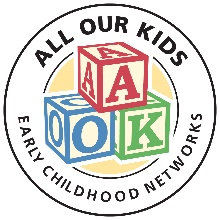 ALL OUR KIDS
A A
O K
EARLY CHILDHOOD NETWORKS